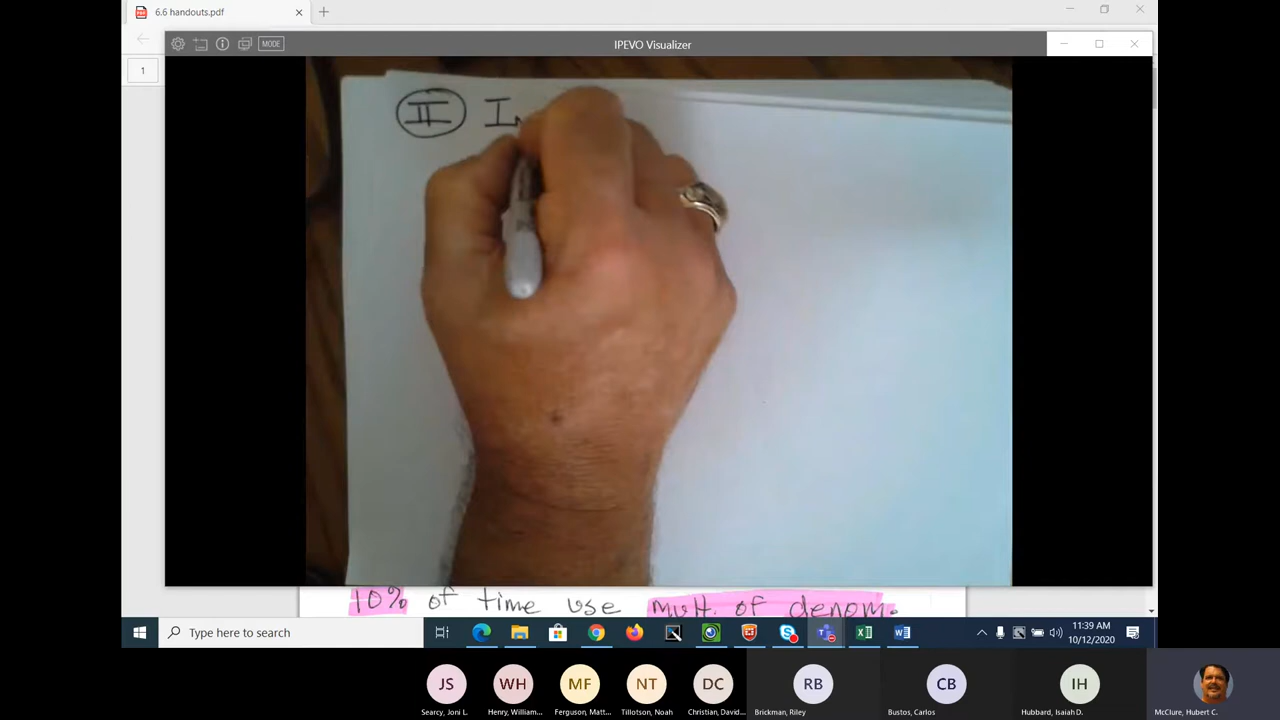 6.6 handouts.pdf
IPEVO Visualizer
MODE
1
II I
10% of time use mult. of denom.
Type here to search
11:39 AM
10/12/2020
JS
WH
MF
NT
DC
RB
CB
IH
Searcy, Joni L.
Henry, William...
Ferguson, Matt...
Tillotson, Noah
Christian, David...
Brickman, Riley
Bustos, Carlos
Hubbard, Isaiah D.
McClure, Hubert C.